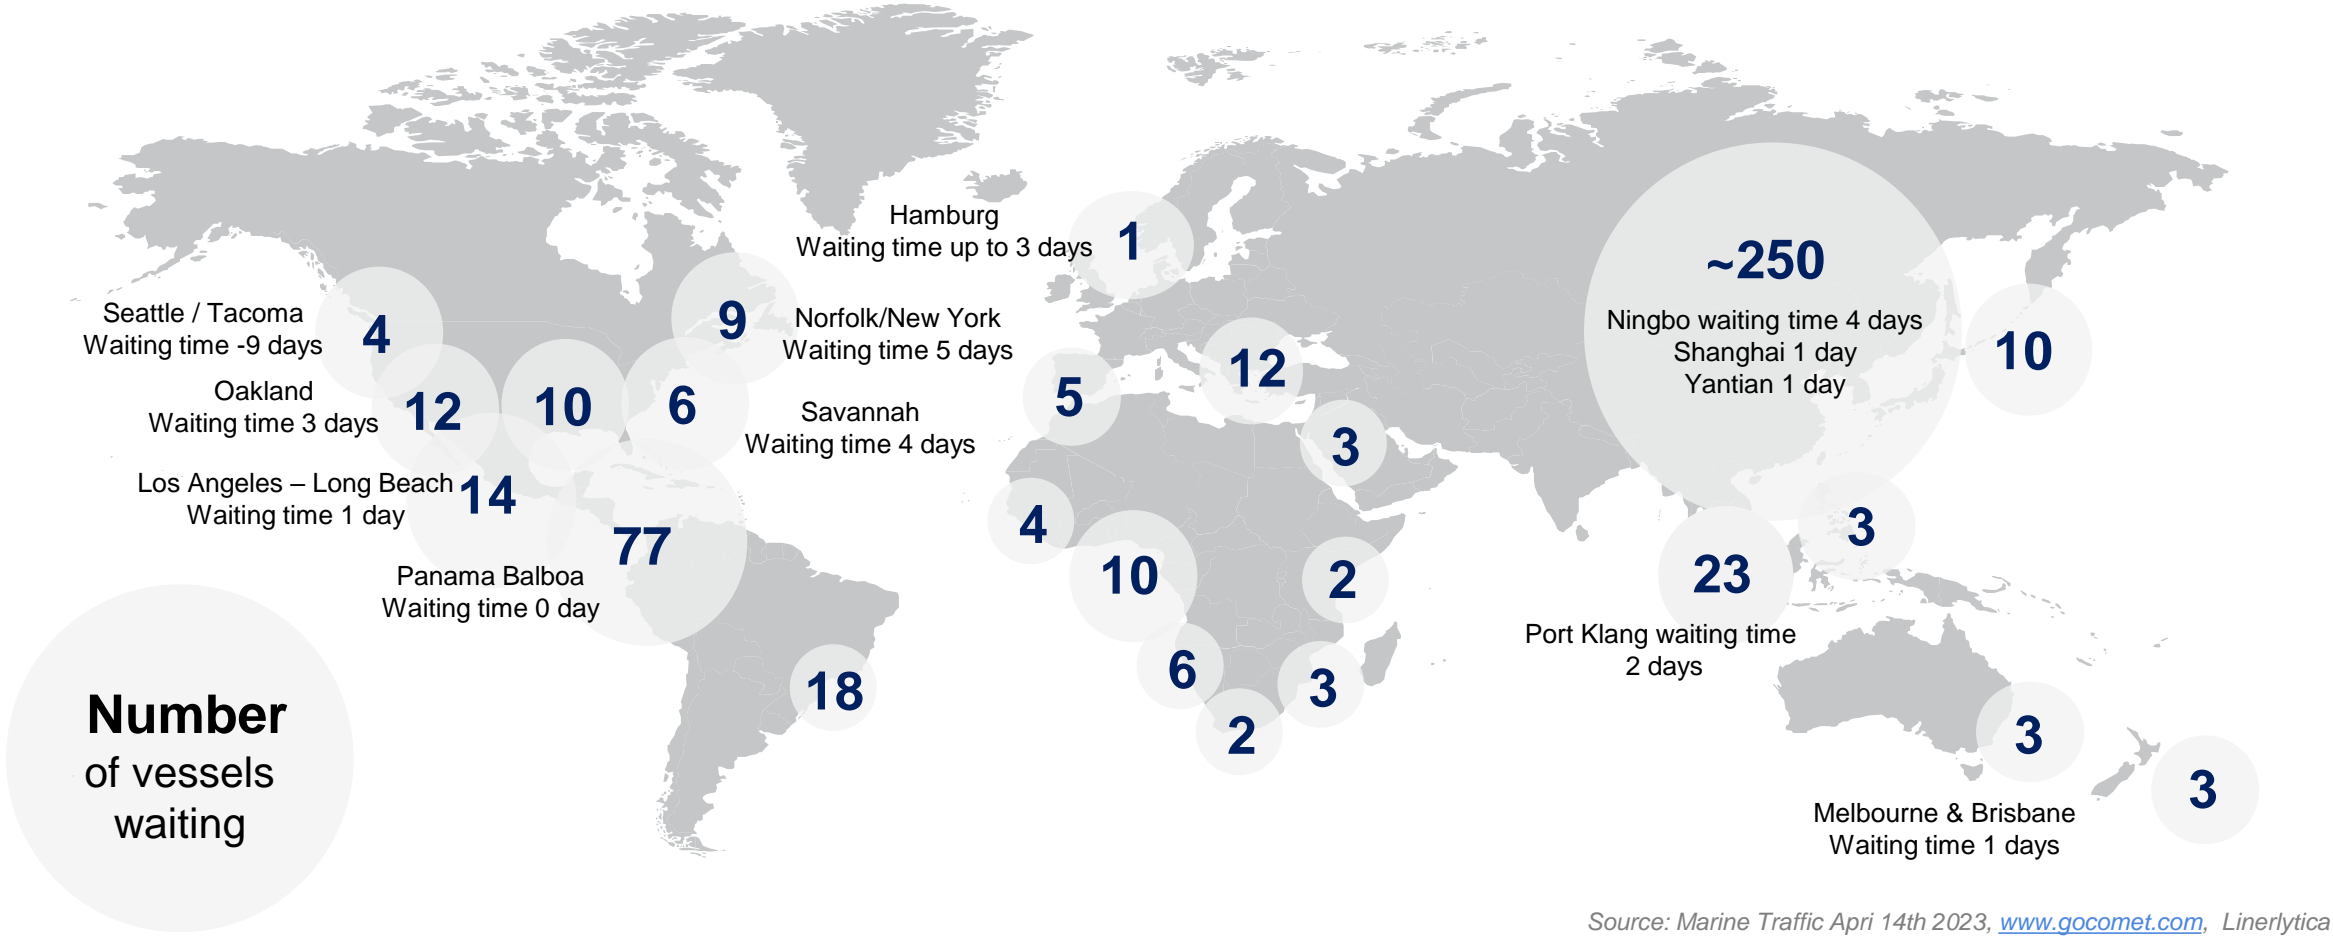 Hamburg
Waiting time up to 3 days
1
~250
Ningbo waiting time 4 days
Shanghai 1 day
Yantian 1 day
10
Seattle / Tacoma
Waiting time -9 days
4
9
Norfolk/New York
Waiting time 5 days
Oakland
Waiting time 3 days
12
10
6
Savannah
Waiting time 4 days
5
12
3
Los Angeles – Long Beach
Waiting time 1 day
14
77
Panama Balboa
Waiting time 0 day
4
10
2
3
23
Port Klang waiting time
2 days
18
6
3
2
3
3
Melbourne & Brisbane
Waiting time 1 days
Number
of vessels
waiting
Source: Marine Traffic Apri 14th 2023, www.gocomet.com, Linerlytica